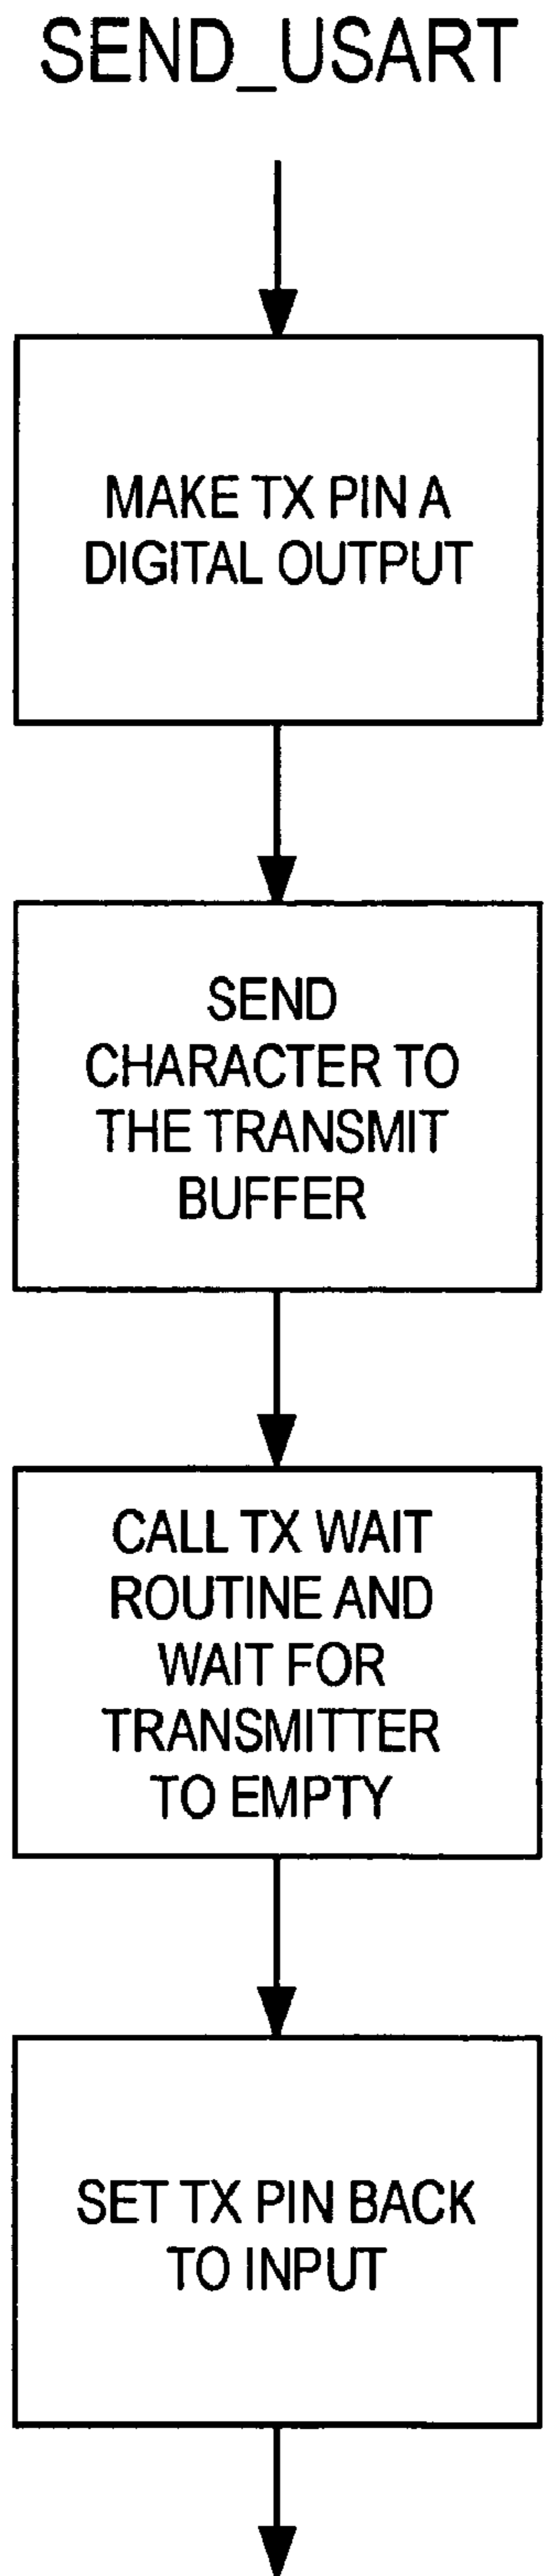 SEND_USART
MAKE TX PIN A
DIGITAL OUTPUT
SEND
CHARACTER TO
THE TRANSMIT
BUFFER
CALL TX WAIT
ROUTINE AND
WAIT FOR
TRANSMITTER
TO EMPTY
SET TX PIN BACK
TO INPUT